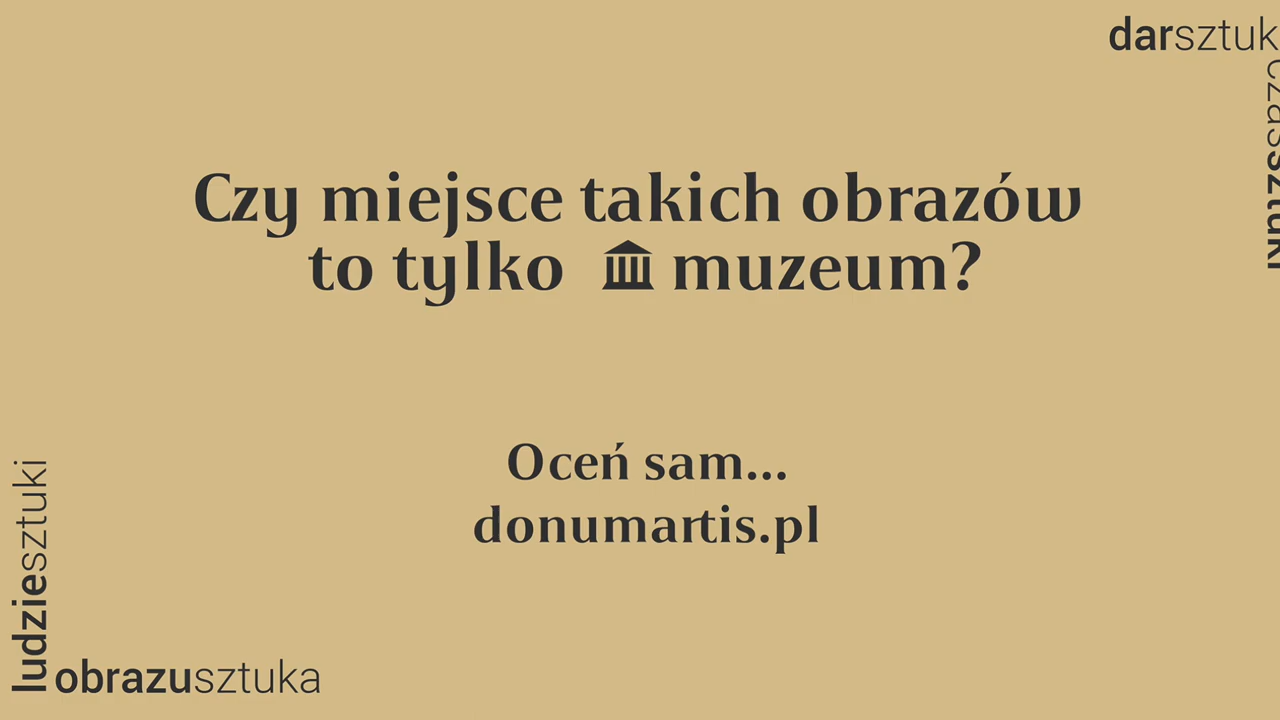 darsztuk
czassztuki
Czy miejsce takich obrazów
to tylko muzeum?
Oceń sam...
donumartis.pl
ludziesztuki
obrazusztuka